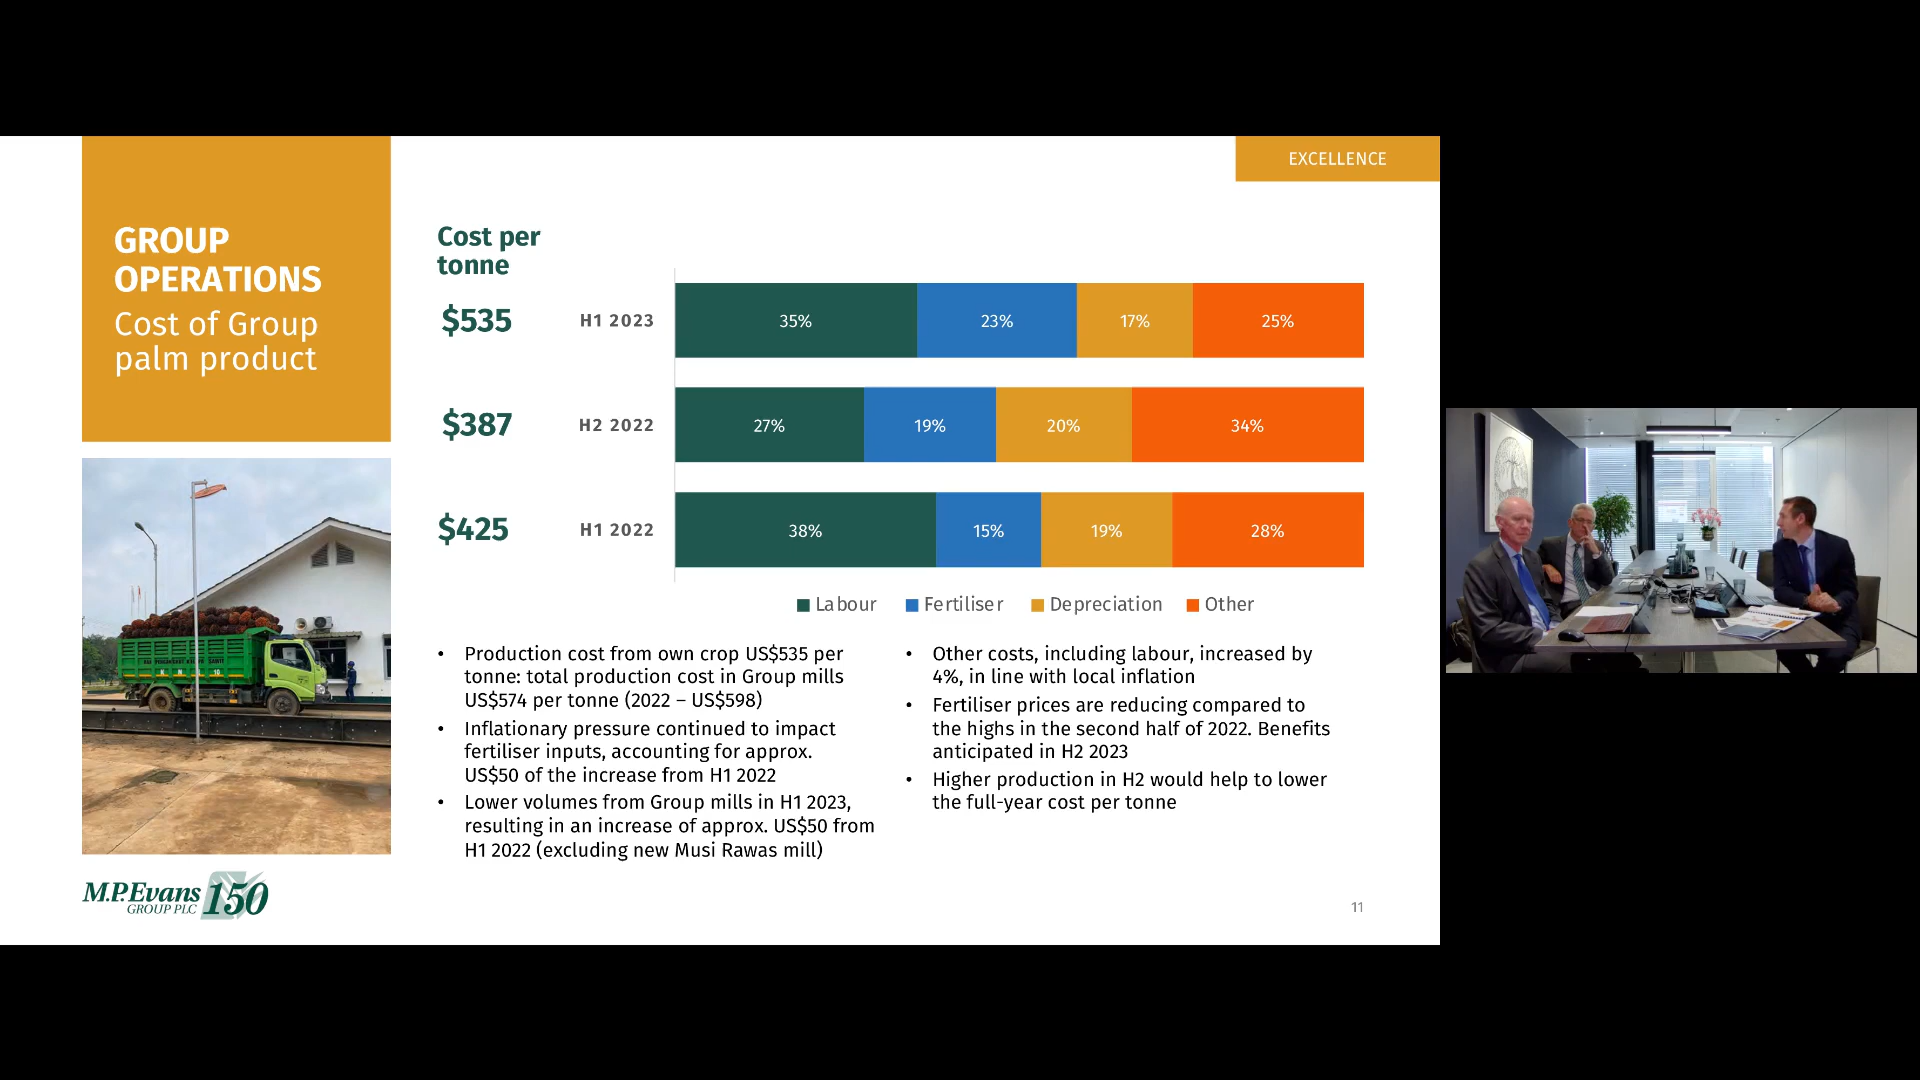 EXCELLENCE
GROUP
OPERATIONS
Cost of Group
palm product
Cost per
tonne
$535
H1 2023
35%
23%
17%
25%
$387
H2 2022
27%
19%
20%
34%
$425
H1 2022
38%
15%
19%
28%
Labour
Fertiliser
Depreciation
Other
• Production cost from own crop US$535 per
tonne: total production cost in Group mills
US$574 per tonne (2022 – US$598)
• Inflationary pressure continued to impact
fertiliser inputs, accounting for approx.
US$50 of the increase from H1 2022
• Lower volumes from Group mills in H1 2023,
resulting in an increase of approx. US$50 from
H1 2022 (excluding new Musi Rawas mill)
• Other costs, including labour, increased by
4%, in line with local inflation
• Fertiliser prices are reducing compared to
the highs in the second half of 2022. Benefits
anticipated in H2 2023
• Higher production in H2 would help to lower
the full-year cost per tonne
M.P.Evans
GROUP PLC
150
11